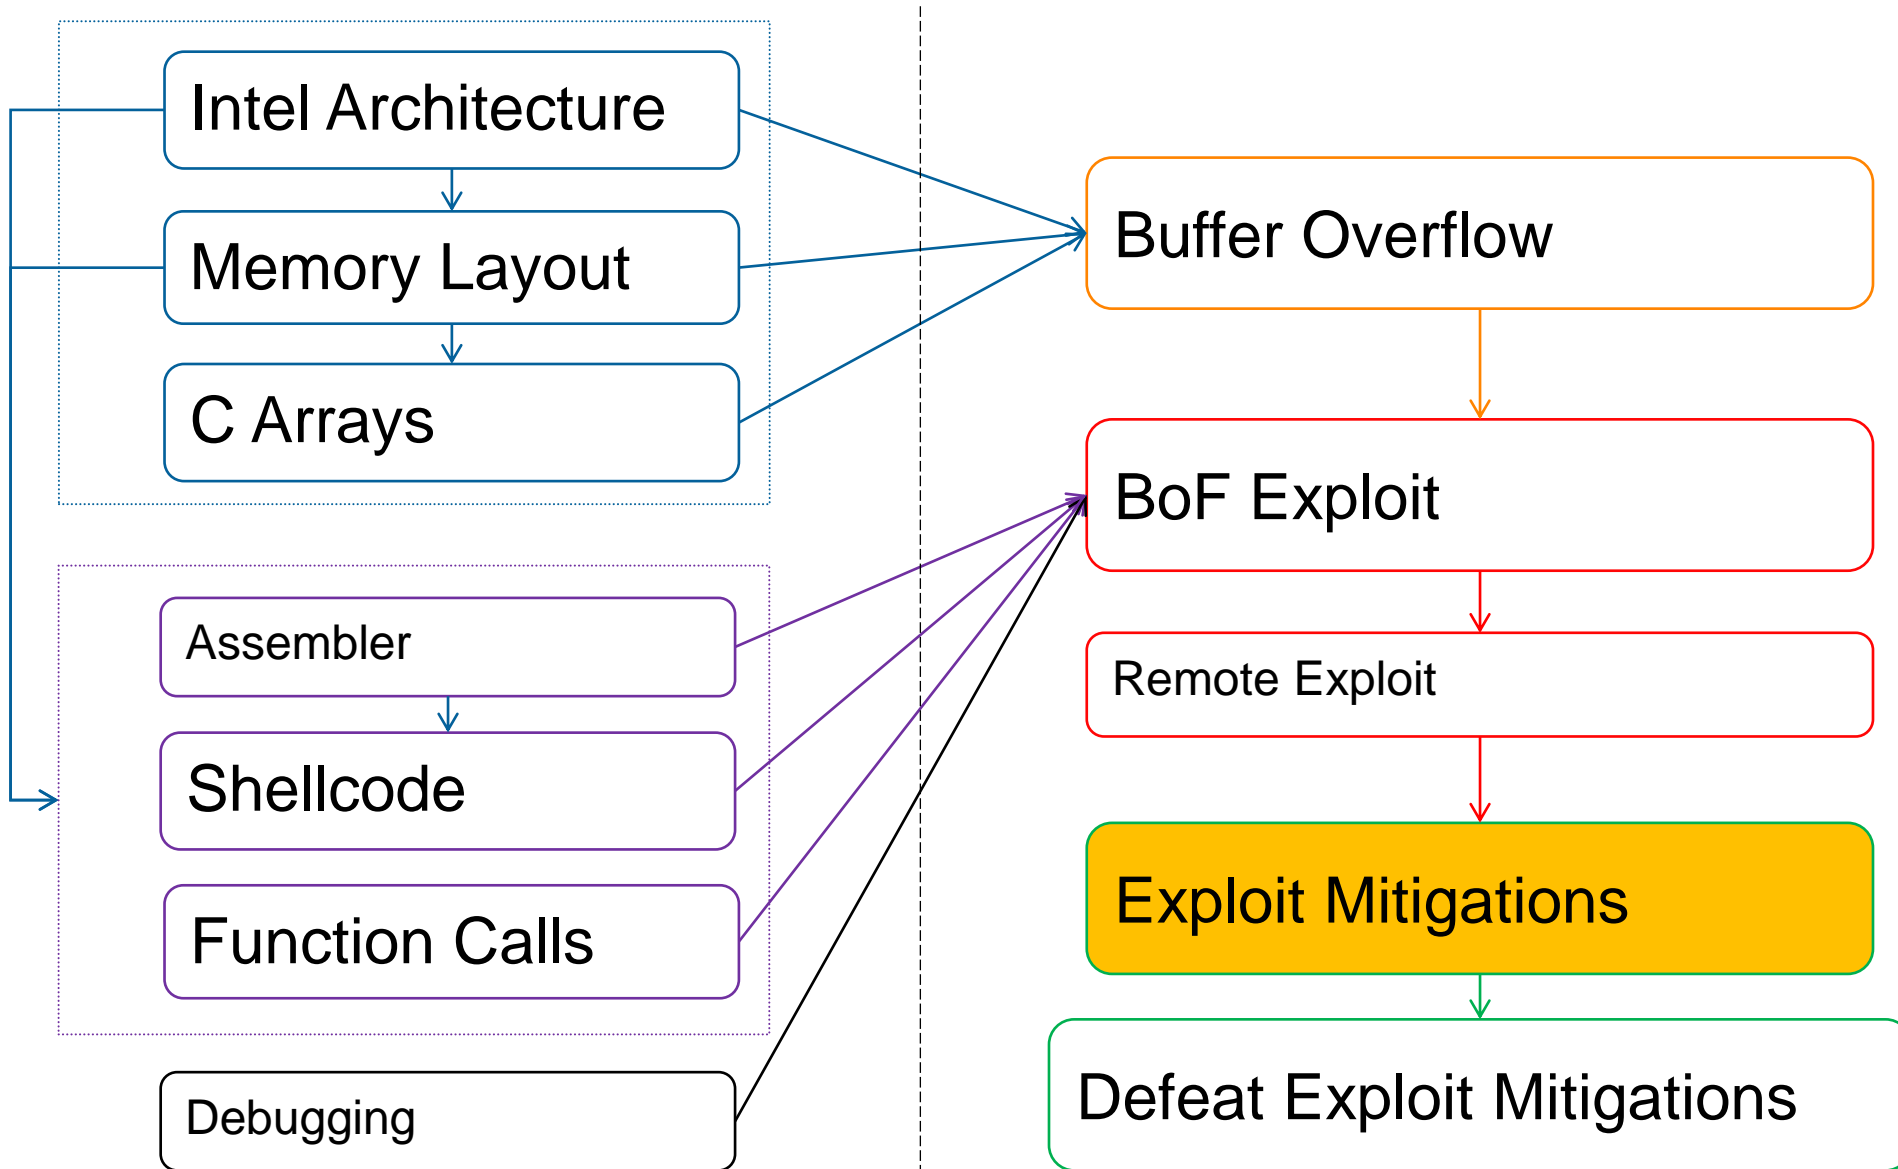 Intel Architecture
Memory Layout
C Arrays
Assembler
Shellcode
Function Calls
Debugging
Buffer Overflow
BoF Exploit
Remote Exploit
Exploit Mitigations
Defeat Exploit Mitigations